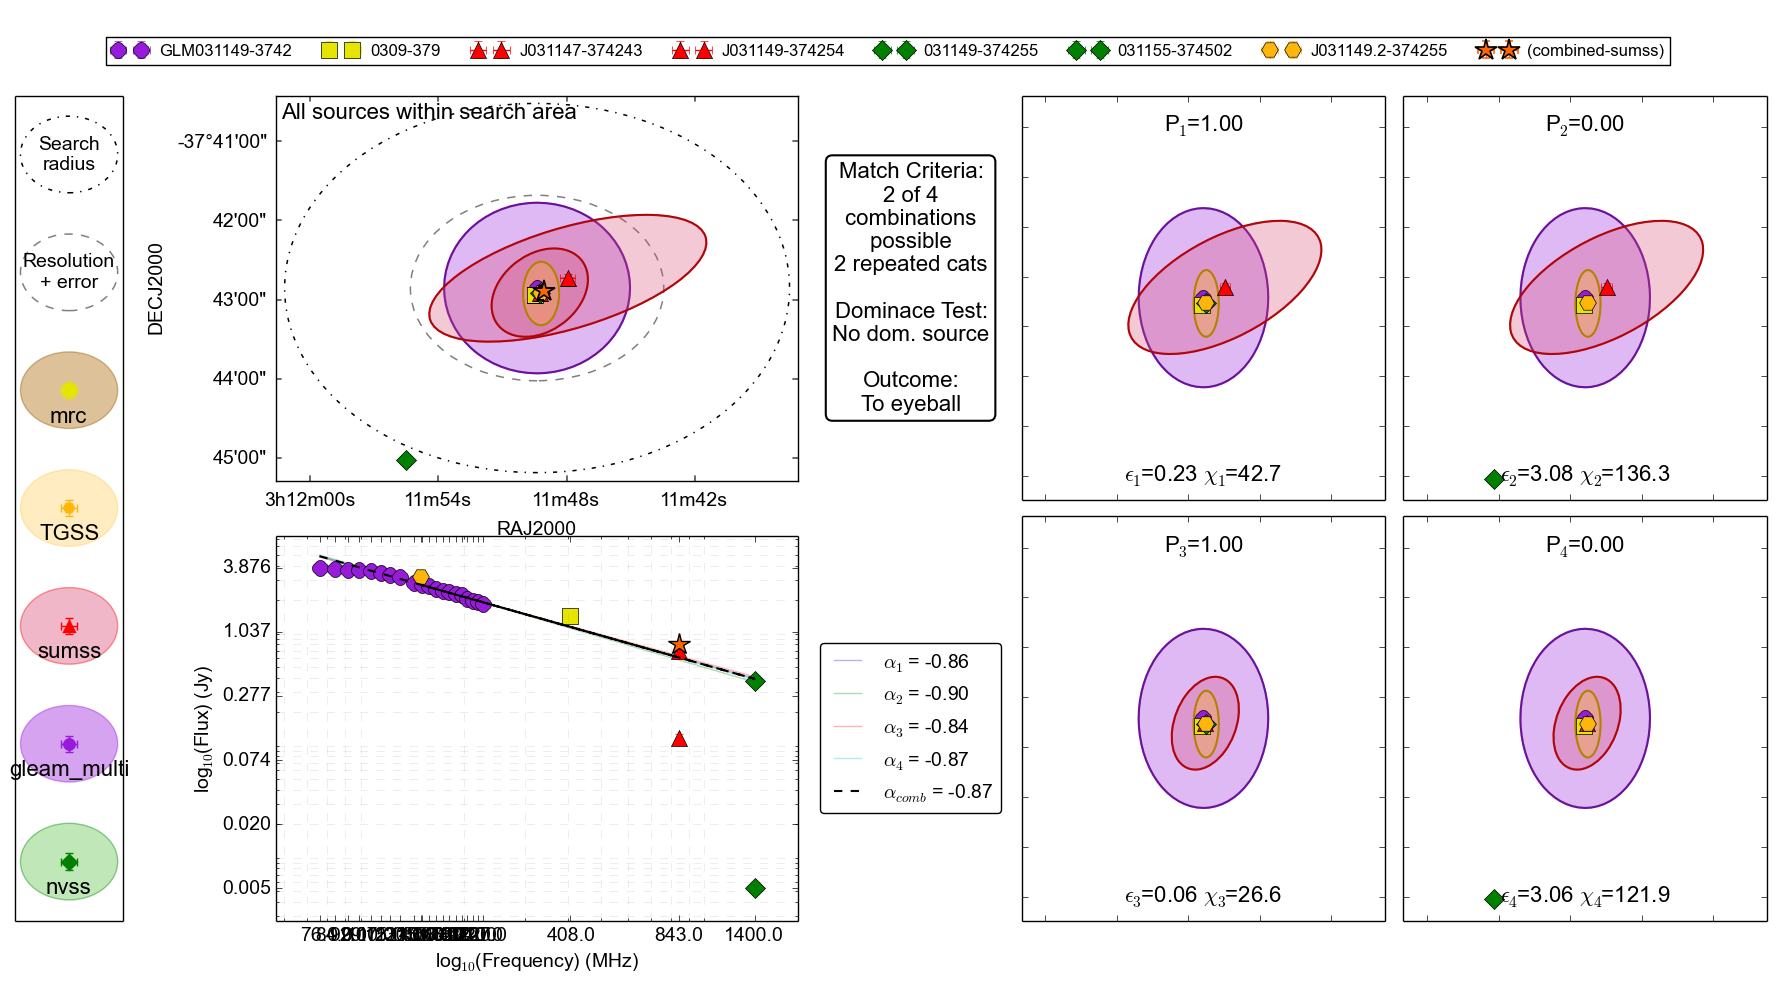 GLM031149-3742 0309-379 J031147-374243 J031149-374254 031149-374255 031155-374502 J031149.2-374255 (combined-sumss)
Search
radius
Resolution
+ error
mrc
TGSS
sumss
gleam_multi
nvss
All sources within search area
DECJ2000
-37°41'00"
42'00"
43'00"
44'00"
45'00"
3h12m00s 11m54s 11m48s 11m42s
RAJ2000
Match Criteria:
2 of 4
combinations
possible
2 repeated cats
Dominace Test:
No dom. source
Outcome:
To eyeball
log10(Flux) (Jy)
3.876
1.037
0.277
0.074
0.020
0.005
408.0 843.0 1400.0
log10(Frequency) (MHz)
α1 = -0.86
α2 = -0.90
α3 = -0.84
α4 = -0.87
αcomb = -0.87
P1=1.00
ϵ1=0.23 χ1=42.7
P2=0.00
ϵ2=3.08 χ2=136.3
P3=1.00
ϵ3=0.06 χ3=26.6
P4=0.00
ϵ4=3.06 χ4=121.9